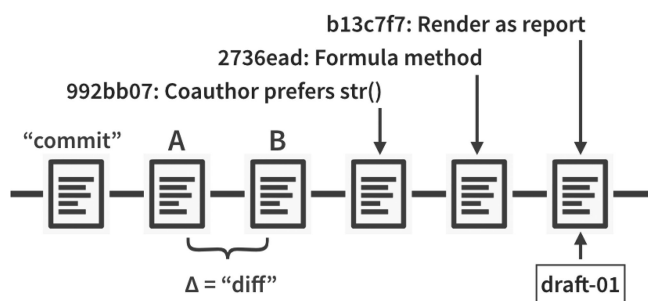 b13c7f7: Render as report
2736ead: Formula method
992bb07: Coauthor prefers str()
“commit” A B
Δ = “diff”
draft-01